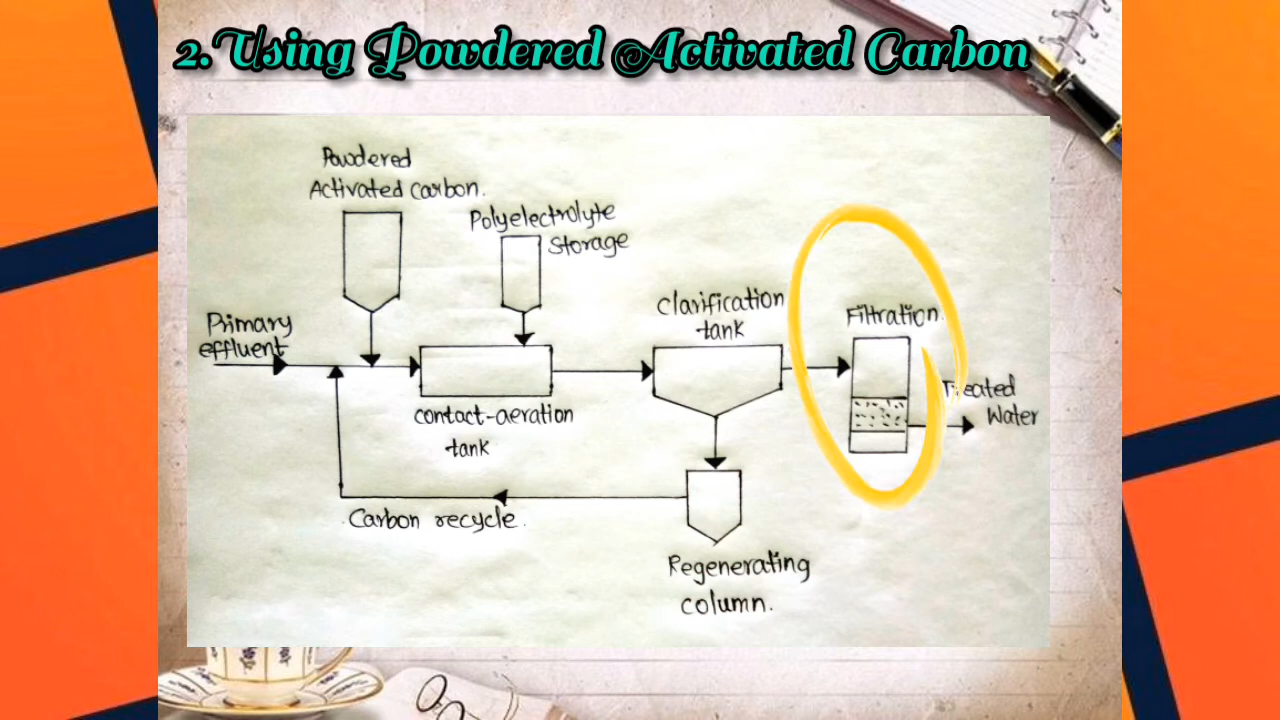 2. Using Powdered Activated Carbon
Powdered
Activated Carbon.
Polyelectrolyte
Storage
Primary
effluent
Clarification
tank
Filtration.
Treated
Water
contact-aeration
tank
Carbon recycle.
Regenerating
column.